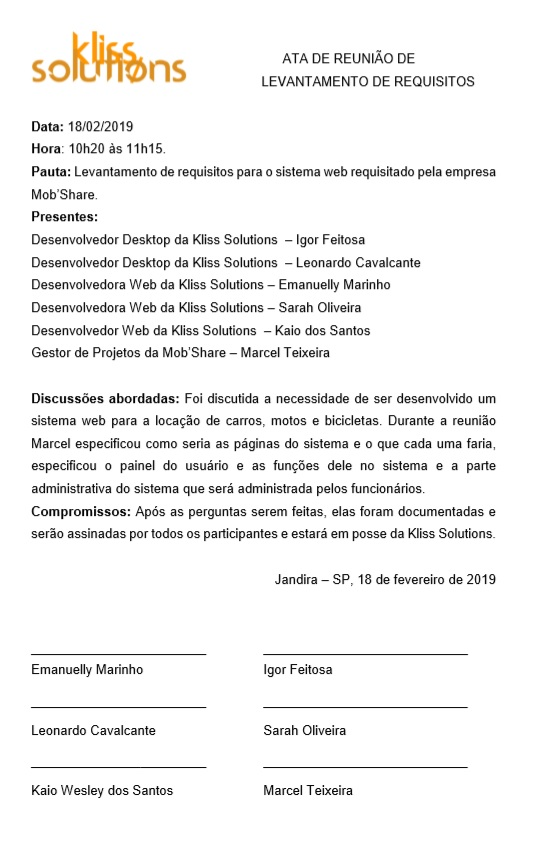 kliss
solutions
ATA DE REUNIÃO DE
LEVANTAMENTO DE REQUISITOS
Data: 18/02/2019
Hora: 10h20 às 11h15.
Pauta: Levantamento de requisitos para o sistema web requisitado pela empresa
Mob’Share.
Presentes:
Desenvolvedor Desktop da Kliss Solutions – Igor Feitosa
Desenvolvedor Desktop da Kliss Solutions – Leonardo Cavalcante
Desenvolvedora Web da Kliss Solutions – Emanuelly Marinho
Desenvolvedora Web da Kliss Solutions – Sarah Oliveira
Desenvolvedor Web da Kliss Solutions – Kaio dos Santos
Gestor de Projetos da Mob’Share – Marcel Teixeira
Discussões abordadas: Foi discutida a necessidade de ser desenvolvido um
sistema web para a locação de carros, motos e bicicletas. Durante a reunião
Marcel especificou como seria as páginas do sistema e o que cada uma faria,
especificou o painel do usuário e as funções dele no sistema e a parte
administrativa do sistema que será administrada pelos funcionários.
Compromissos: Após as perguntas serem feitas, elas foram documentadas e
serão assinadas por todos os participantes e estará em posse da Kliss Solutions.
Jandira – SP, 18 de fevereiro de 2019
Emanuelly Marinho
Igor Feitosa
Leonardo Cavalcante
Sarah Oliveira
Kaio Wesley dos Santos
Marcel Teixeira